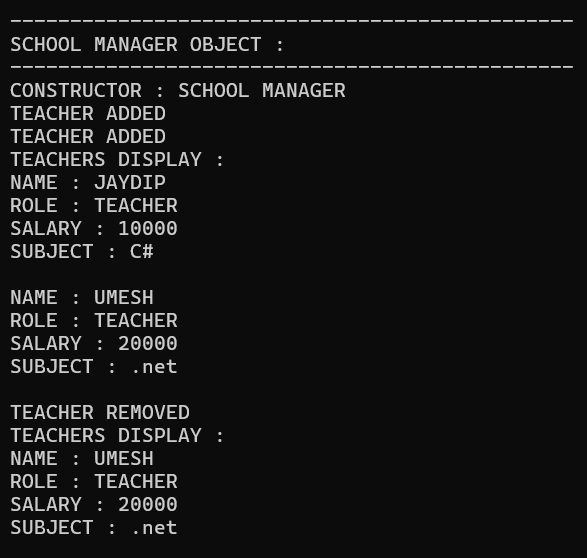 -----------------------------------------------
SCHOOL MANAGER OBJECT :
-----------------------------------------------
CONSTRUCTOR : SCHOOL MANAGER
TEACHER ADDED
TEACHER ADDED
TEACHERS DISPLAY :
NAME : JAYDIP
ROLE : TEACHER
SALARY : 10000
SUBJECT : C#

NAME : UMESH
ROLE : TEACHER
SALARY : 20000
SUBJECT : .net

TEACHER REMOVED
TEACHERS DISPLAY :
NAME : UMESH
ROLE : TEACHER
SALARY : 20000
SUBJECT : .net